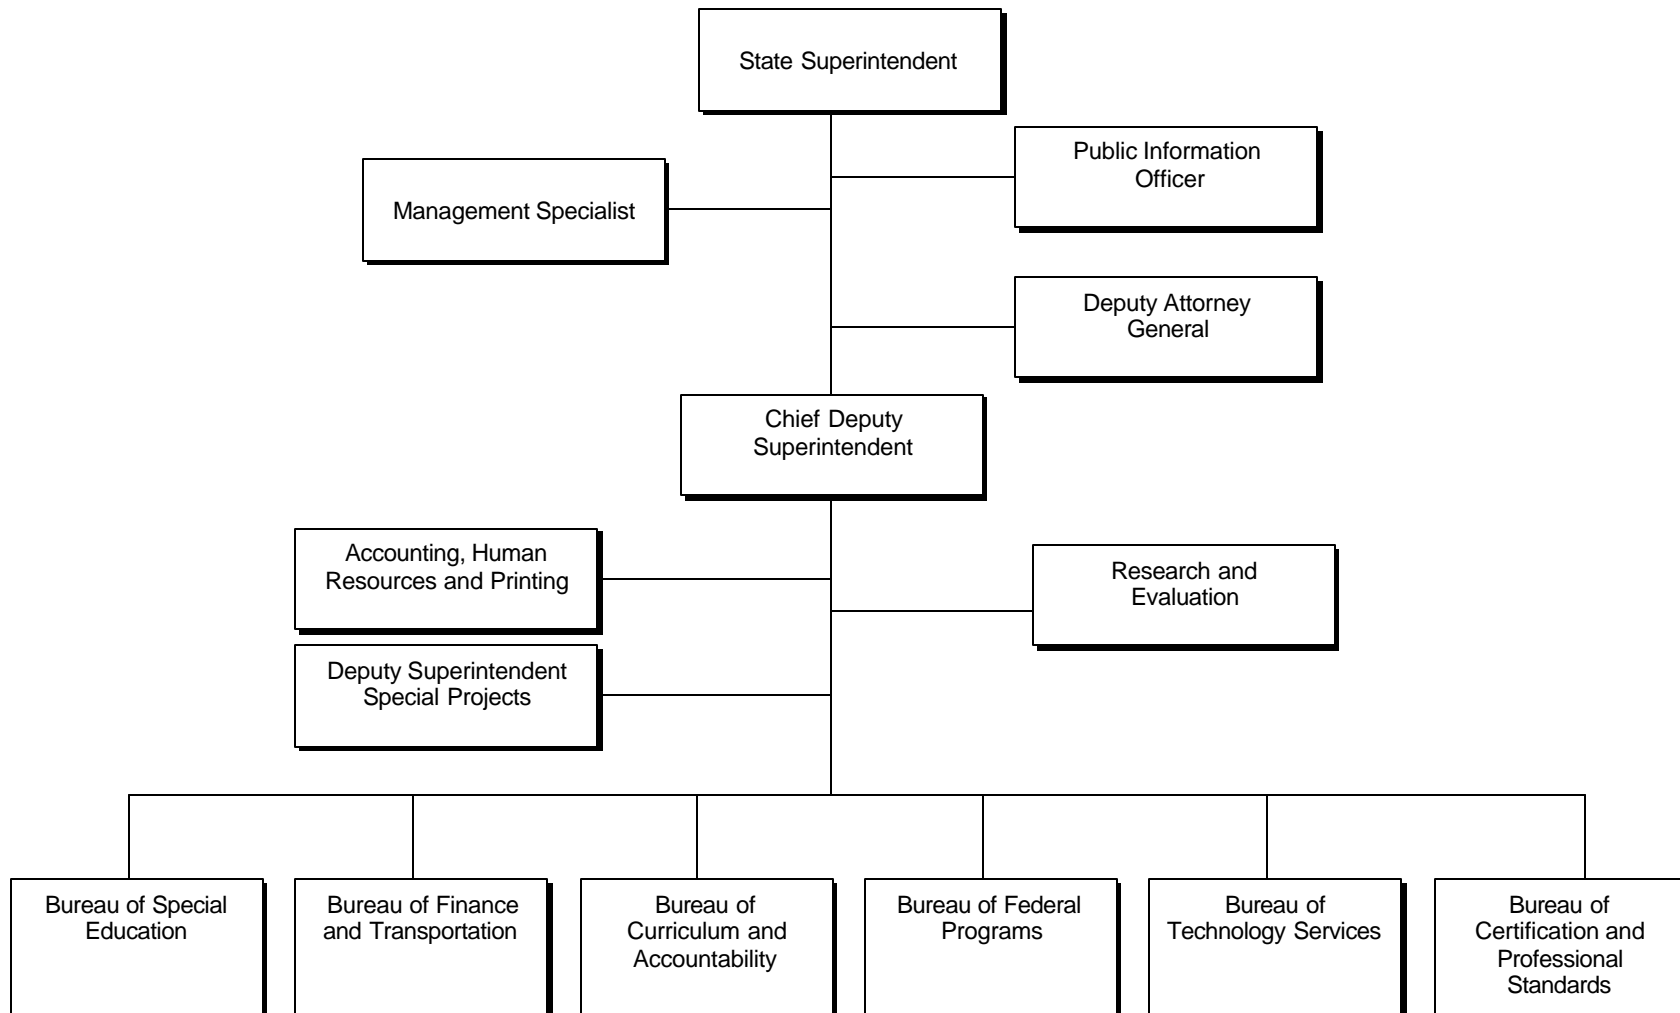 State Superintendent
Public Information
Officer
Management Specialist
Deputy Attorney
General
Chief Deputy
Superintendent
Accounting, Human
Resources and Printing
Research and
Evaluation
Deputy Superintendent
Special Projects
Bureau of Special
Education
Bureau of Finance
and Transportation
Bureau of
Curriculum and
Accountability
Bureau of Federal
Programs
Bureau of
Technology Services
Bureau of
Certification and
Professional
Standards